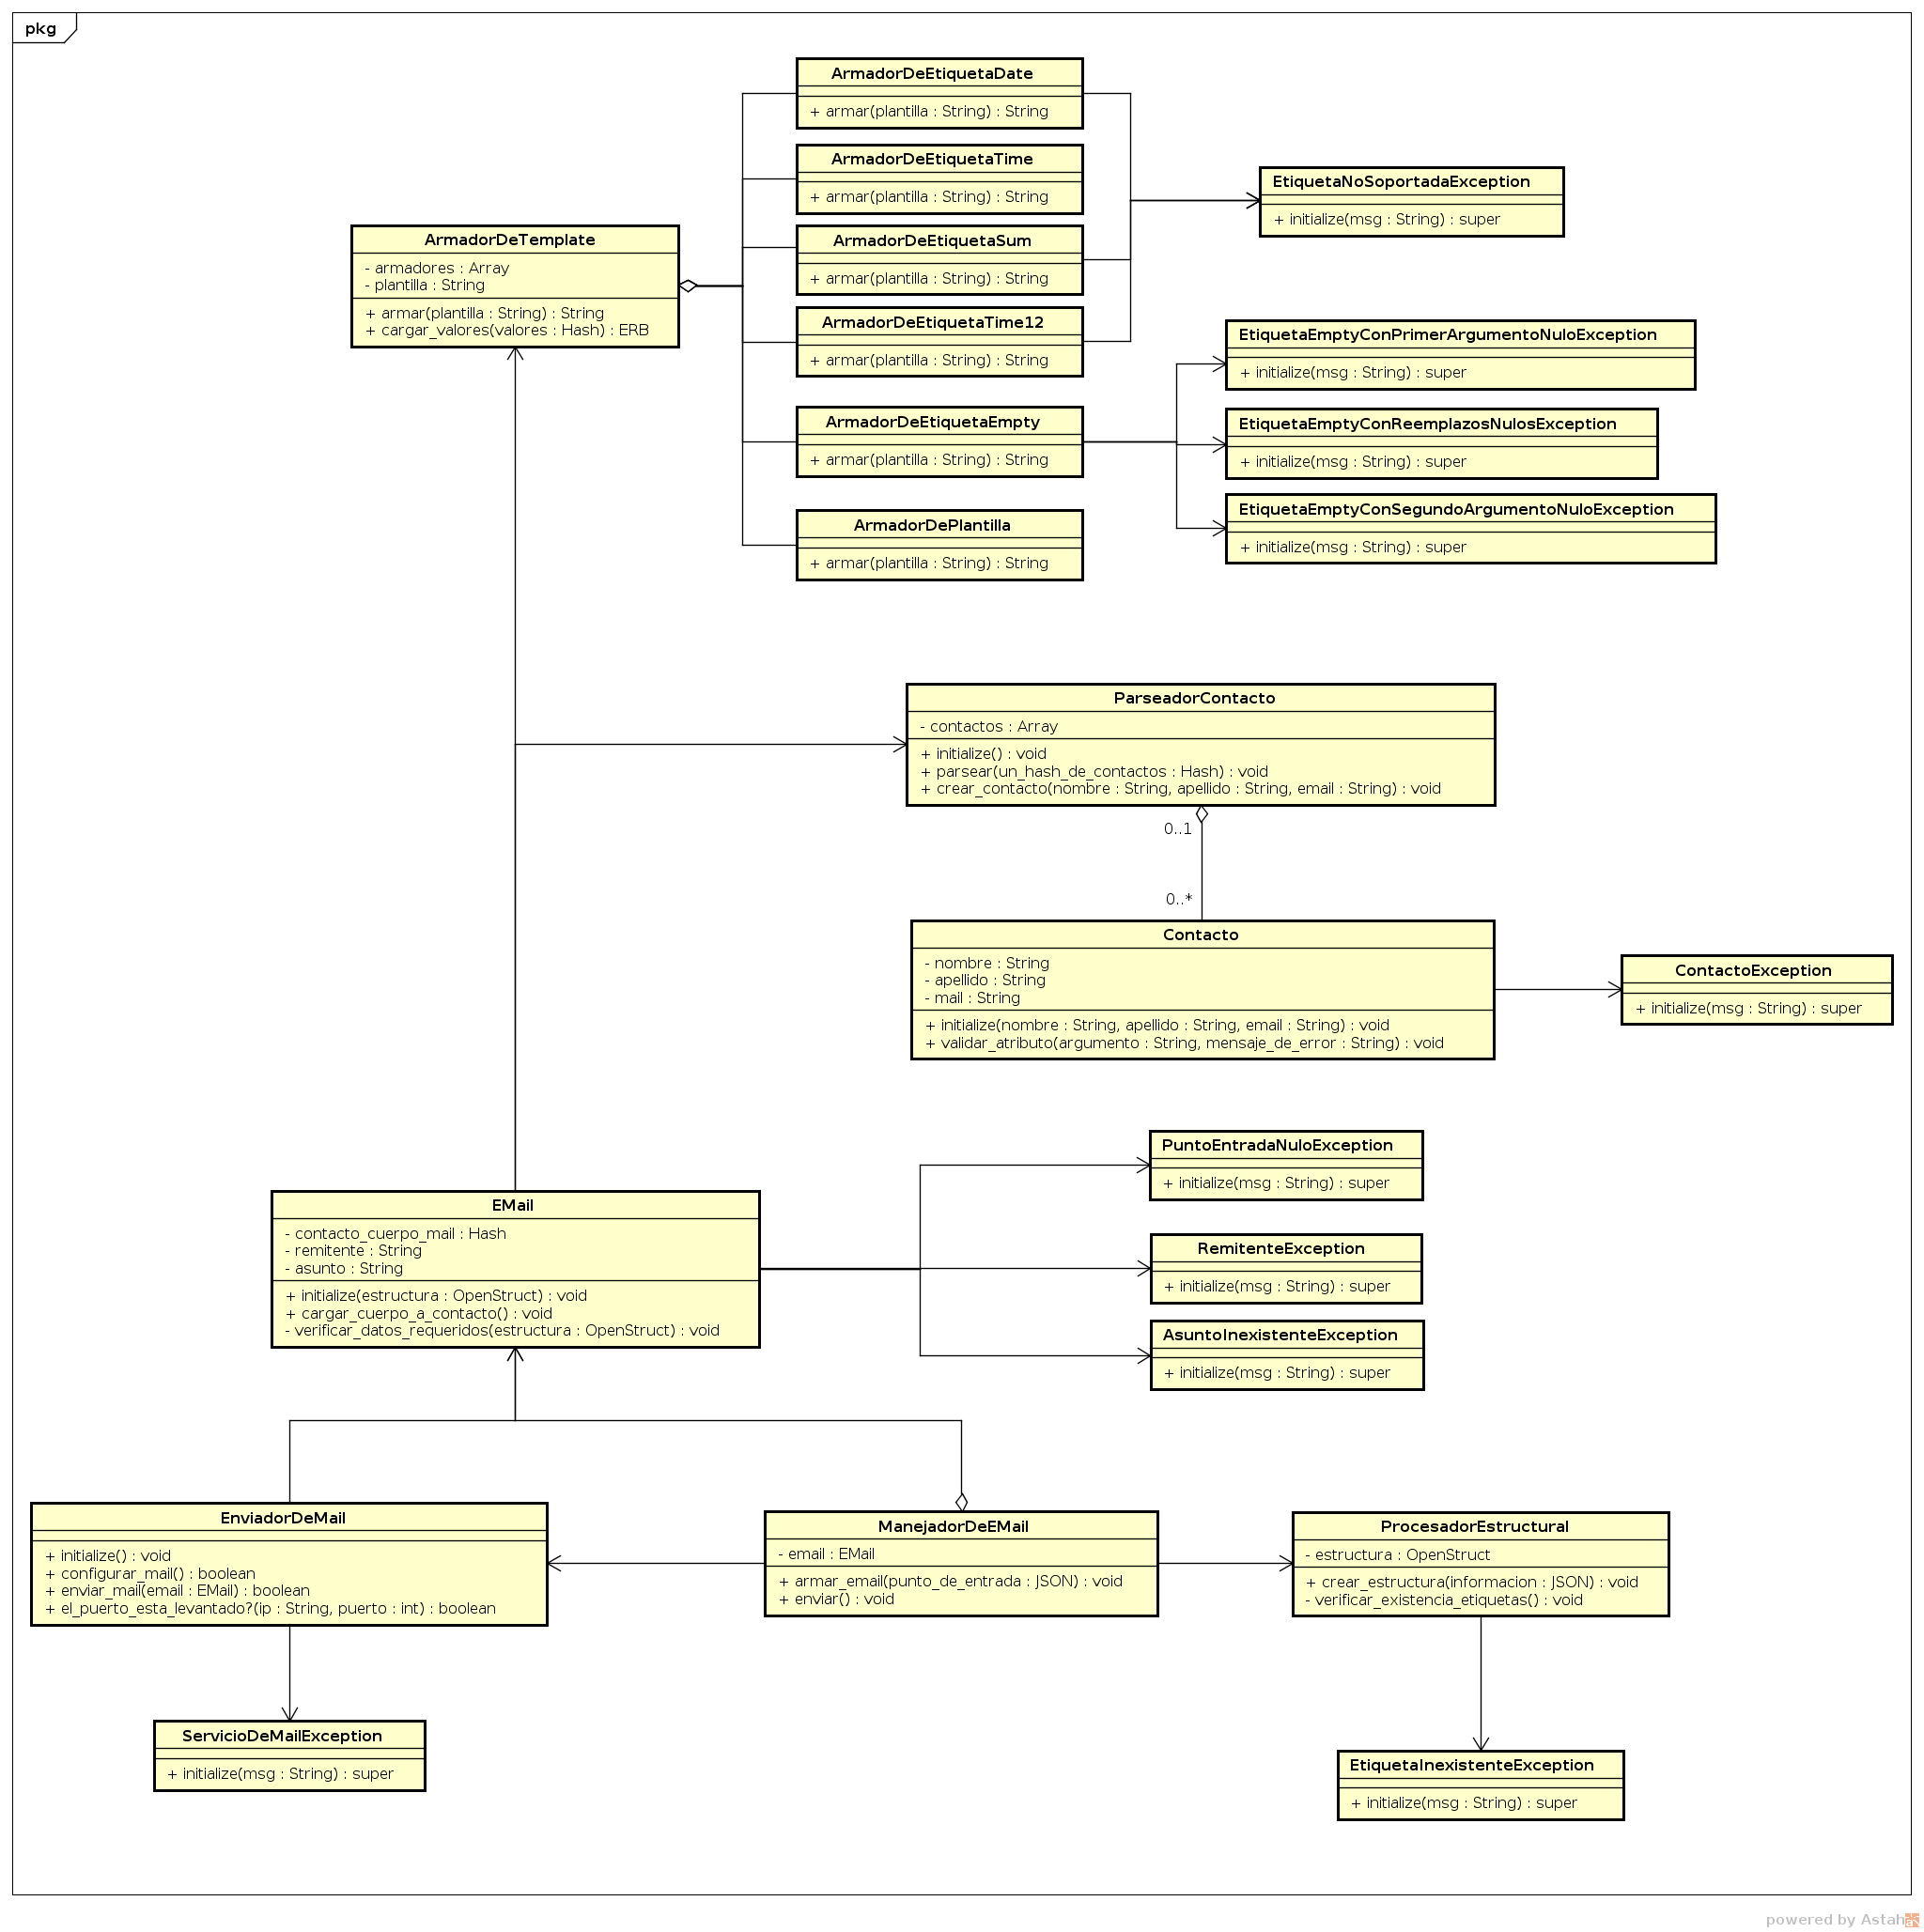 pkg
ArmadorDeEtiquetaDate
+ armar(plantilla : String) : String
ArmadorDeEtiquetaTime
+ armar(plantilla : String) : String
EtiquetaNoSoportadaException
+ initialize(msg : String) : super
ArmadorDeTemplate
- armadores : Array
- plantilla : String
+ armar(plantilla : String) : String
+ cargar_valores(valores : Hash) : ERB
ArmadorDeEtiquetaSum
+ armar(plantilla : String) : String
ArmadorDeEtiquetaTime12
+ armar(plantilla : String) : String
EtiquetaEmptyConPrimerArgumentoNuloException
+ initialize(msg : String) : super
ArmadorDeEtiquetaEmpty
+ armar(plantilla : String) : String
EtiquetaEmptyConReemplazosNulosException
+ initialize(msg : String) : super
EtiquetaEmptyConSegundoArgumentoNuloException
+ initialize(msg : String) : super
ArmadorDePlantilla
+ armar(plantilla : String) : String
ParseadorContacto
- contactos : Array
+ initialize() : void
+ parsear(un_hash_de_contactos : Hash) : void
+ crear_contacto(nombre : String, apellido : String, email : String) : void
0..1
0..*
Contacto
- nombre : String
- apellido : String
- mail : String
+ initialize(nombre : String, apellido : String, email : String) : void
+ validar_atributo(argumento : String, mensaje_de_error : String) : void
ContactoException
+ initialize(msg : String) : super
PuntoEntradaNuloException
+ initialize(msg : String) : super
EMail
- contacto_cuerpo_mail : Hash
- remitente : String
- asunto : String
+ initialize(estructura : OpenStruct) : void
+ cargar_cuerpo_a_contacto() : void
- verificar_datos_requeridos(estructura : OpenStruct) : void
RemitenteException
+ initialize(msg : String) : super
AsuntoInexistenteException
+ initialize(msg : String) : super
EnviadorDeMail
+ initialize() : void
+ configurar_mail() : boolean
+ enviar_mail(email : EMail) : boolean
+ el_puerto_esta_levantado?(ip : String, puerto : int) : boolean
ManejadorDeEMail
- email : EMail
+ armar_email(punto_de_entrada : JSON) : void
+ enviar() : void
ProcesadorEstructural
- estructura : OpenStruct
+ crear_estructura(informacion : JSON) : void
- verificar_existencia_etiquetas() : void
ServicioDeMailException
+ initialize(msg : String) : super
EtiquetaInexistenteException
+ initialize(msg : String) : super
powered by Astah